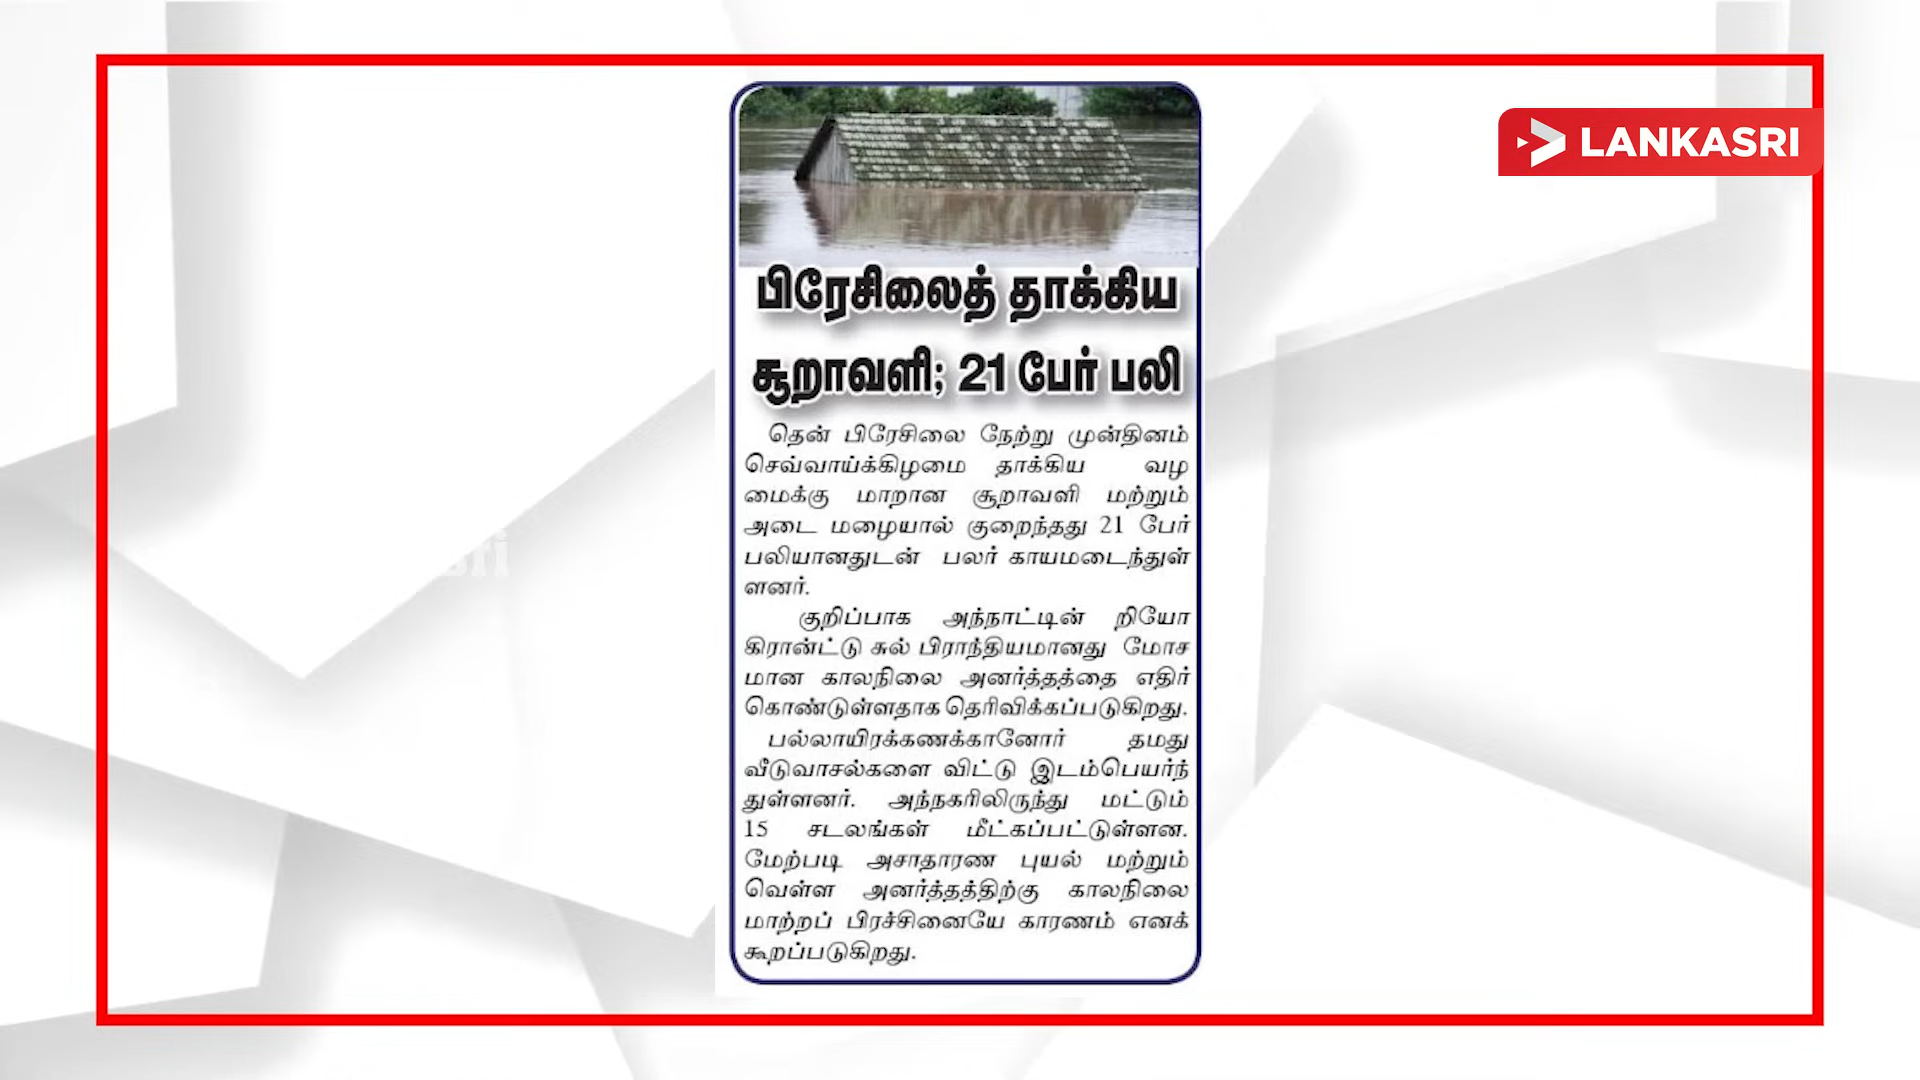 LANKASRI
பிரேசிலைத் தாக்கிய
சூறாவளி; 21 பேர் பலி
தென் பிரேசிலை நேற்று முன்தினம்
செவ்வாய்க்கிழமை தாக்கிய வழ
மைக்கு மாறான சூறாவளி மற்றும்
அடை மழையால் குறைந்தது 21 பேர்
பலியானதுடன் பலர் காயமடைந்துள்
ளனர்.
குறிப்பாக அந்நாட்டின் றியோ
கிரான்ட்டு சுல் பிராந்தியமானது மோச
மான காலநிலை அனர்த்தத்தை எதிர்
கொண்டுள்ளதாக தெரிவிக்கப்படுகிறது.
பல்லாயிரக்கணக்கானோர் தமது
வீடுவாசல்களை விட்டு இடம்பெயர்ந்
துள்ளனர். அந்நகரிலிருந்து மட்டும்
15 சடலங்கள் மீட்கப்பட்டுள்ளன.
மேற்படி அசாதாரண புயல் மற்றும்
வெள்ள அனர்த்தத்திற்கு காலநிலை
மாற்றப் பிரச்சினையே காரணம் எனக்
கூறப்படுகிறது.